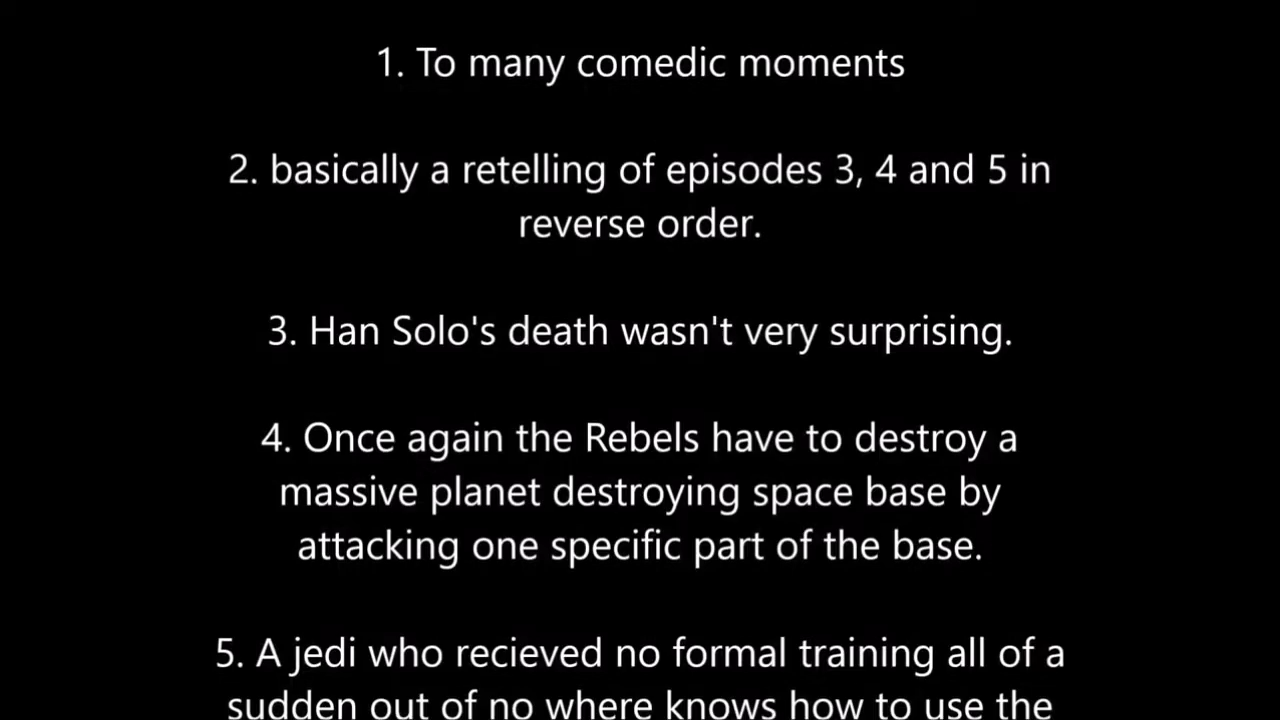 1. To many comedic moments
2. basically a retelling of episodes 3, 4 and 5 in
reverse order.
3. Han Solo's death wasn't very surprising.
4. Once again the Rebels have to destroy a
massive planet destroying space base by
attacking one specific part of the base.
5. A jedi who recieved no formal training all of a
sudden out of no where knows how to use the